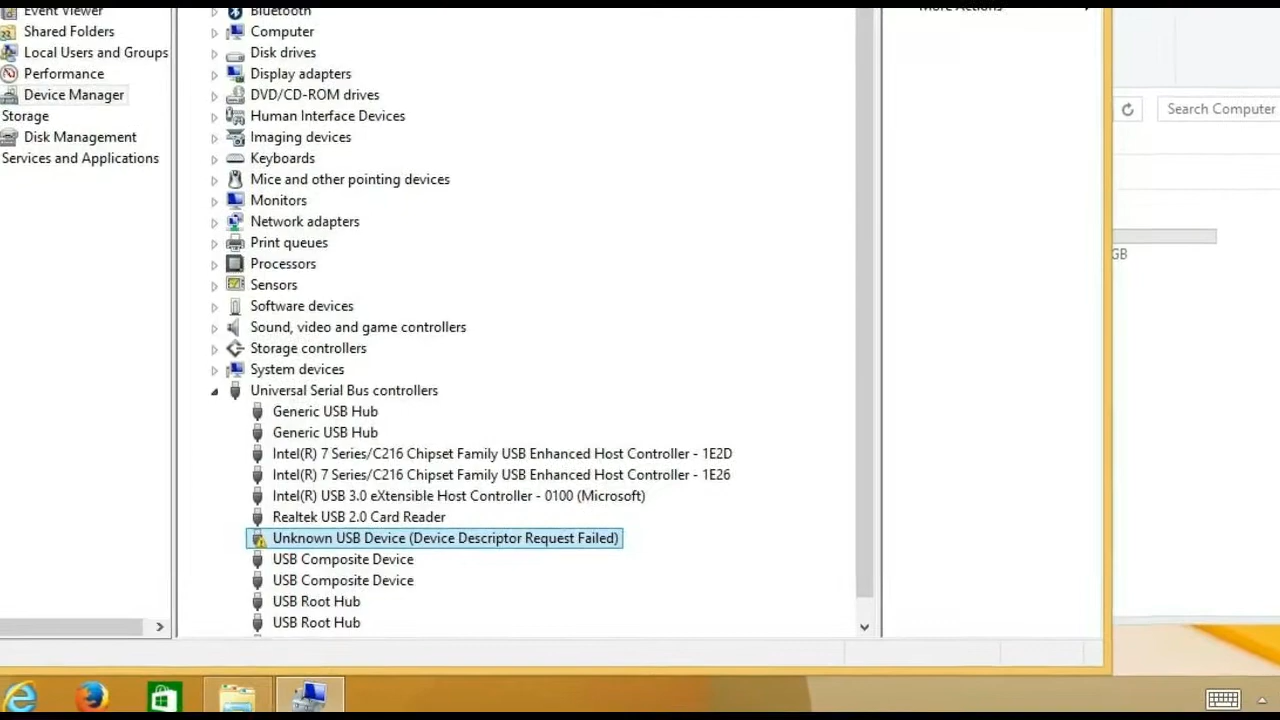 Event Viewer
Shared Folders
Local Users and Groups
Performance
Device Manager
Storage
Disk Management
Services and Applications
Bluetooth
Computer
Disk drives
Display adapters
DVD/CD-ROM drives
Human Interface Devices
Imaging devices
Keyboards
Mice and other pointing devices
Monitors
Network adapters
Print queues
Processors
Sensors
Software devices
Sound, video and game controllers
Storage controllers
System devices
Universal Serial Bus controllers
Generic USB Hub
Generic USB Hub
Intel(R) 7 Series/C216 Chipset Family USB Enhanced Host Controller - 1E2D
Intel(R) 7 Series/C216 Chipset Family USB Enhanced Host Controller - 1E26
Intel(R) USB 3.0 eXtensible Host Controller - 0100 (Microsoft)
Realtek USB 2.0 Card Reader
Unknown USB Device (Device Descriptor Request Failed)
USB Composite Device
USB Composite Device
USB Root Hub
USB Root Hub
More Actions
Search Computer
GB